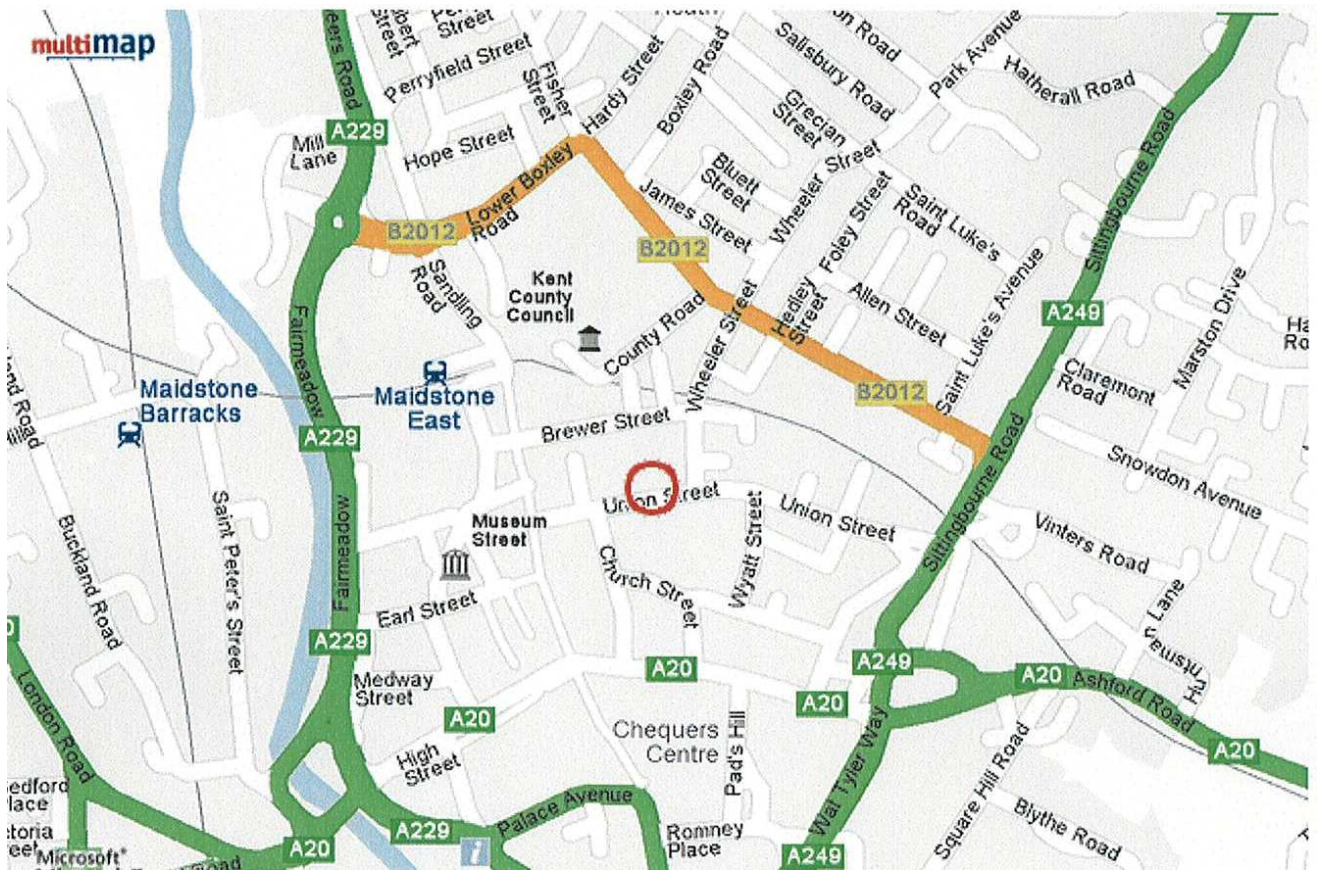 multimap
eers Road
Perryfield Street
Fisher
Street
Hardy Street
Boxley Road
Salisbury Road
Park Avenue
Hatherall Road
A229
Mill
Lane
Hope Street
Grecian
Street
Bluett
Street
James Street
Wheeler Street
Foley Street
Saint Luke's
Road
Sittingbourne Road
Lower Boxley
Road
B2012
B2012
Sandling
Road
Kent
County
Council
County Road
Wheeler Street
Hedley
Street
Allen Street
Saint Luke's Avenue
A249
Marston Drive
Claremont
Road
Fairmeadow
Maidstone
Barracks
Maidstone
East
B2012
A229
Brewer Street
Snowdon Avenue
Union Street
Union Street
Wyatt Street
Sittingbourne Road
Vinters Road
Buckland Road
Saint Peter's Street
Fairmeadow
Museum
Street
Church Street
Earl Street
A229
Medway
Street
A20
A249
A20
A20
Ashford Road
A20
London Road
High
Street
A20
Chequers
Centre
Pad's Hill
Wat Tyler Way
Square Hill Road
Blythe Road
Palace Avenue
A229
A20
i
Romney
Place
A249
Microsoft*